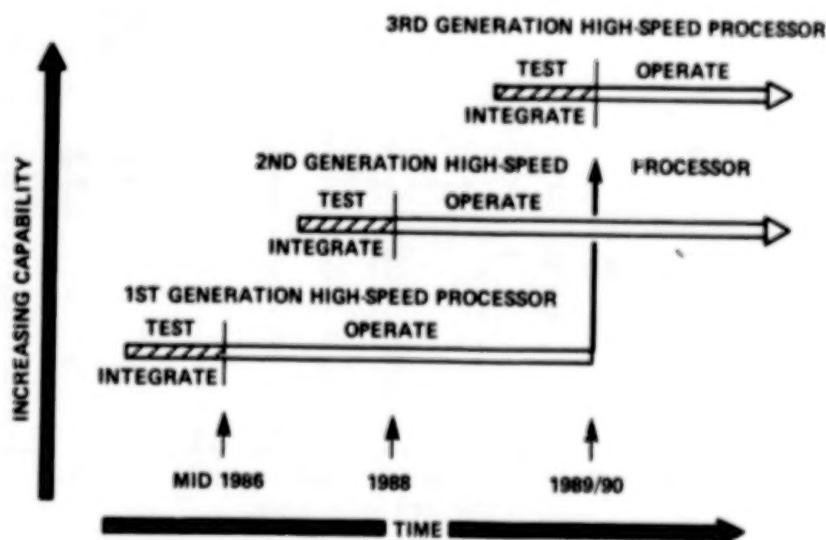 3RD GENERATION HIGH-SPEED PROCESSOR
TEST OPERATE
INTEGRATE
2ND GENERATION HIGH-SPEED PROCESSOR
TEST OPERATE
INTEGRATE
1ST GENERATION HIGH-SPEED PROCESSOR
TEST OPERATE
INTEGRATE
INCREASING CAPABILITY
MID 1986 1988 1989/90
TIME